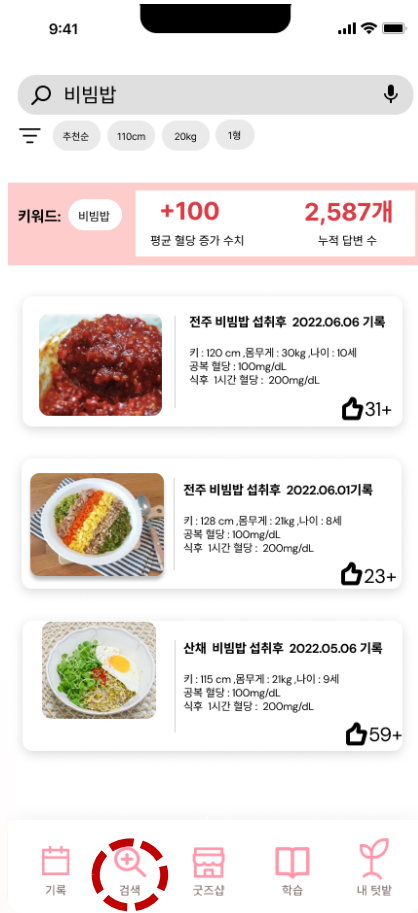 9:41
비빔밥
추천순 110cm 20kg 1형
키워드: 비빔밥
+100 2,587개
평균 혈당 증가 수치 누적 답변 수
전주 비빔밥 섭취후 2022.06.06 기록
키 : 120 cm ,몸무게 : 30kg ,나이 : 10세
공복 혈당 : 100mg/dL
식후 1시간 혈당 : 200mg/dL
31+
전주 비빔밥 섭취후 2022.06.01기록
키 : 128 cm ,몸무게 : 21kg ,나이 : 8세
공복 혈당 : 100mg/dL
식후 1시간 혈당 : 200mg/dL
23+
산채 비빔밥 섭취후 2022.05.06 기록
키 : 115 cm ,몸무게 : 21kg ,나이 : 9세
공복 혈당 : 100mg/dL
식후 1시간 혈당 : 200mg/dL
59+
기록 검색 굿즈샵 학습 내 텃밭